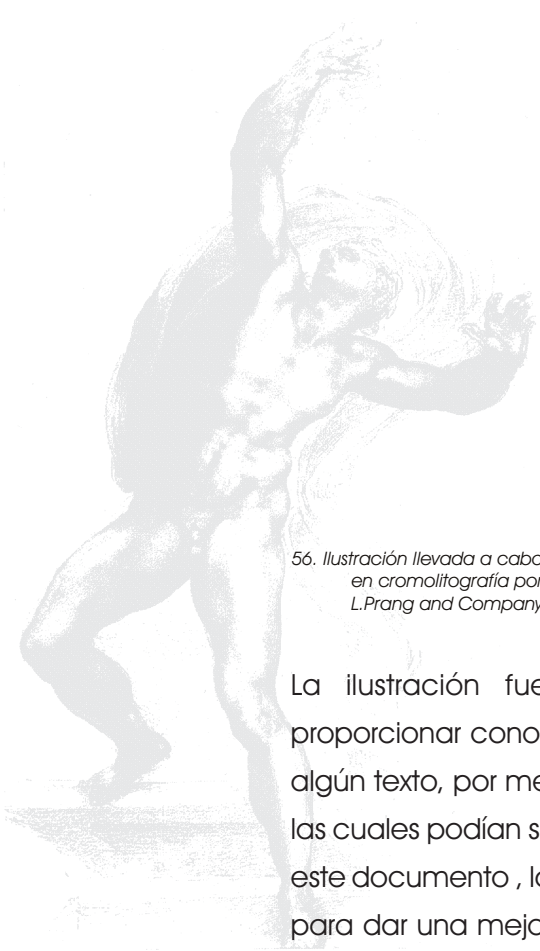 56. Ilustración llevada a cabo
en cromolitografía por
L.Prang and Company
La ilustración fue
proporcionar cono
algún texto, por me
las cuales podían s
este documento , la
para dar una mejo